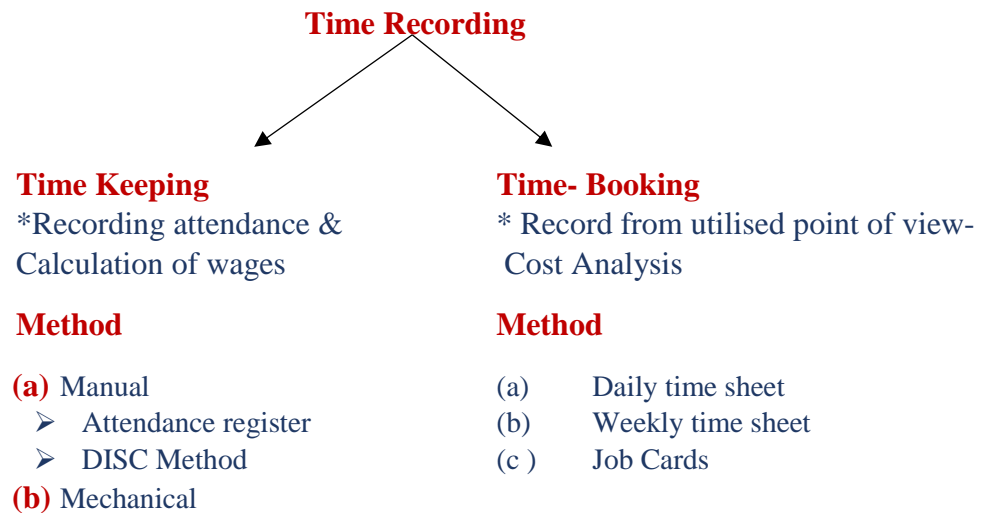 Time Recording
Time Keeping
*Recording attendance &
Calculation of wages
Method
(a) Manual
➢ Attendance register
➢ DISC Method
(b) Mechanical
Time- Booking
* Record from utilised point of view-
Cost Analysis
Method
(a) Daily time sheet
(b) Weekly time sheet
(c ) Job Cards